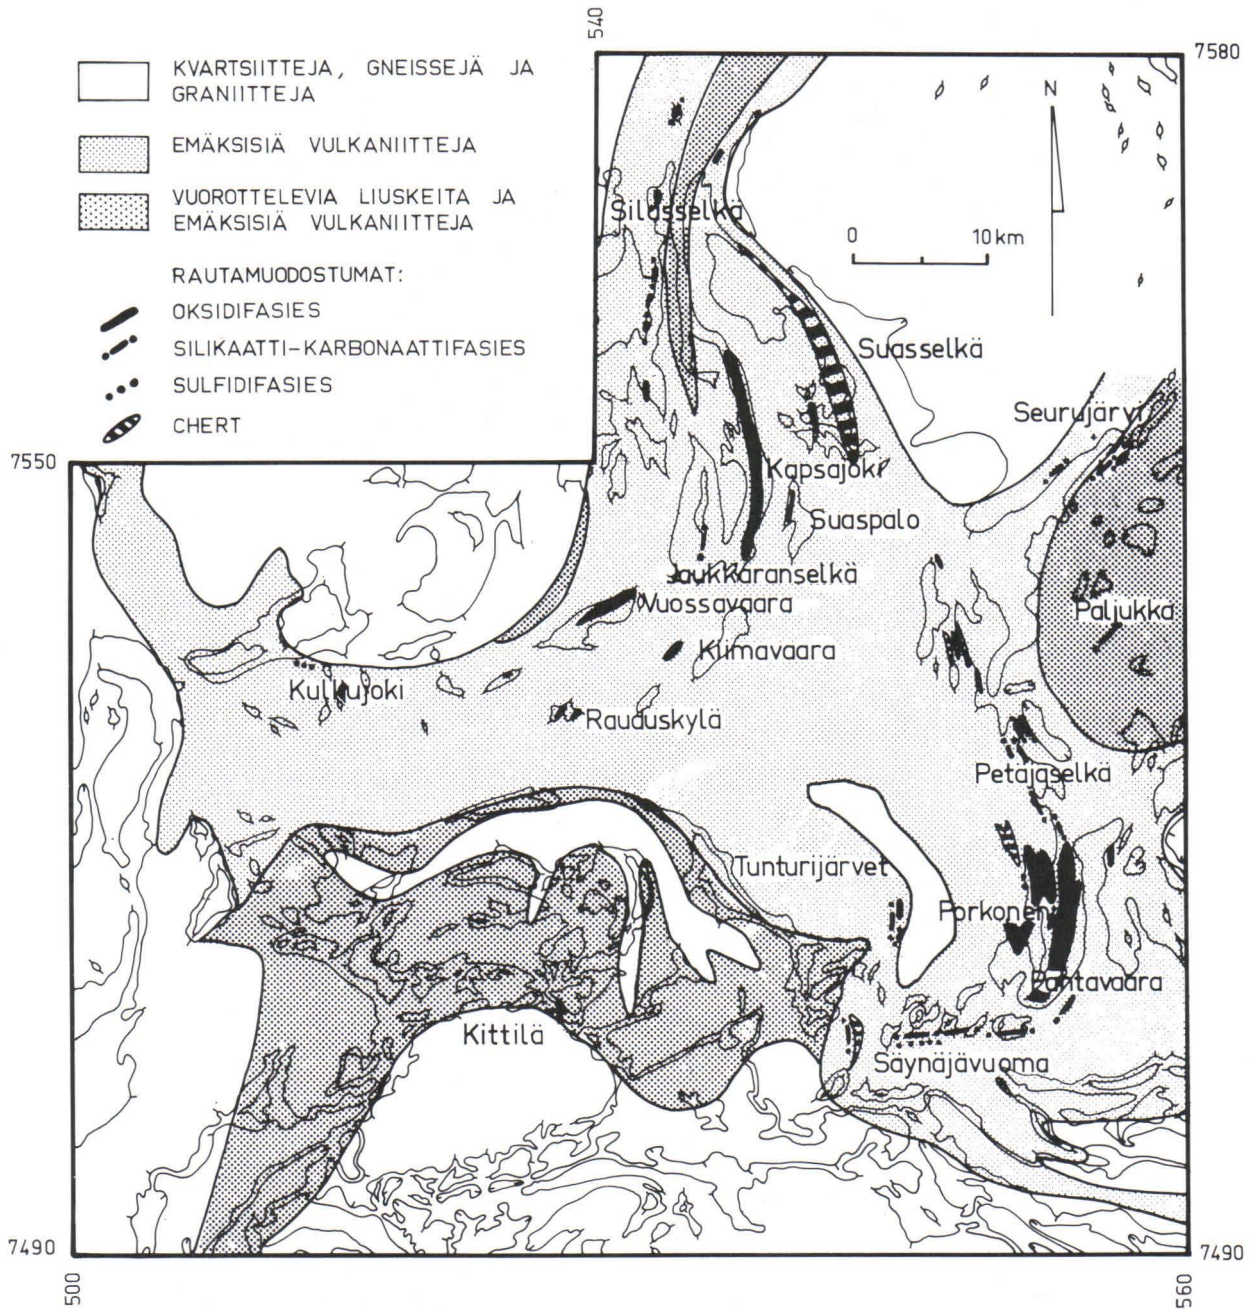 540
7580
KVARTSIITTEJA, GNEISSEJÄ JA
GRANIITTEJA
EMÄKSISIÄ VULKANIITTEJA
VUOROTTELEVIA LIUSKEITA JA
EMÄKSISIÄ VULKANIITTEJA
RAUTAMUODOSTUMAT:
OKSIDIFASIES
SILIKAATTI-KARBONAATTIFASIES
SULFIDIFASIES
CHERT
N
0 10 km
Silasselkä
Suasselkä
Seurujärvi
7550
Kapsajoki
Suaspalo
Jaukkaranselkä
Vuossavaara
Paljukka
Kiimavaara
Kulkujoki
Rauduskylä
Petäjäselkä
Tunturijärvet
Porkonen
Pahtavaara
Kittilä
Säynäjävuoma
7490
7490
500
560